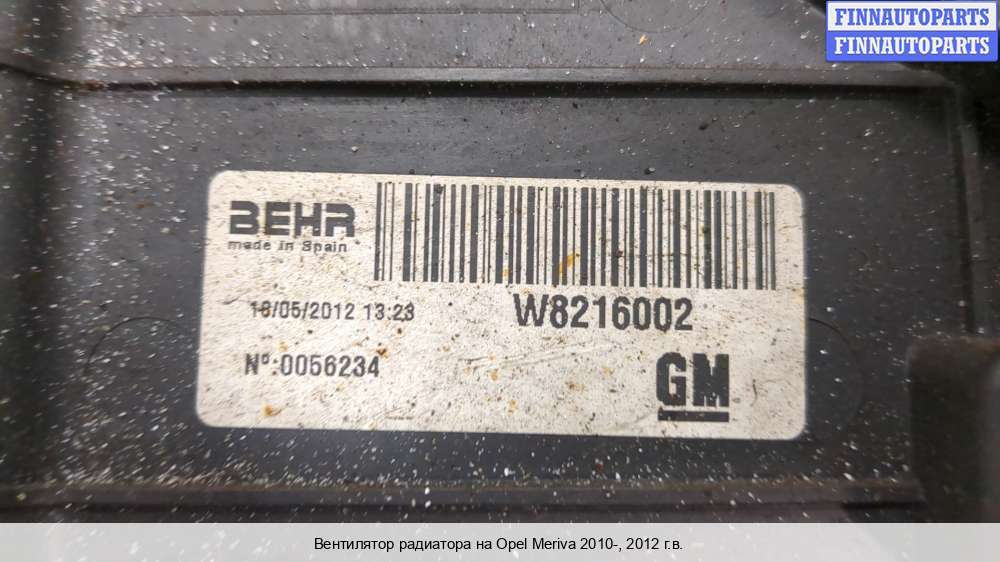 FINNAUTOPARTS
FINNAUTOPARTS
BEHR
made in Spain
18/05/2012 13:23
W8216002
Nº:0056234
GM
Вентилятор радиатора на Opel Meriva 2010-, 2012 г.в.